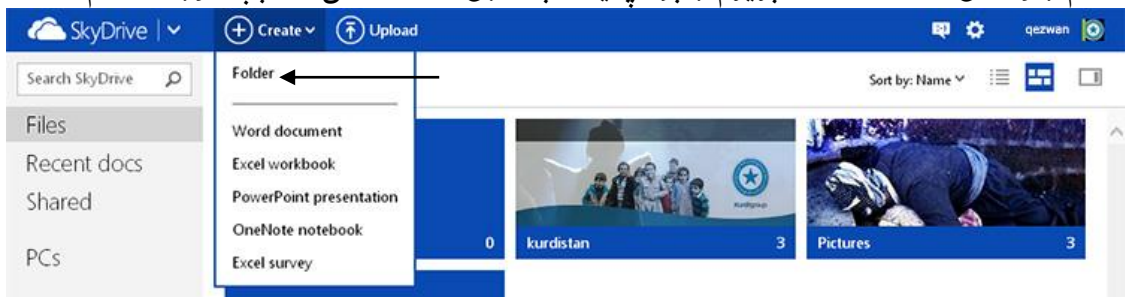 SkyDrive
Create
Upload
qezwan
Search SkyDrive
Folder
Sort by: Name
Files
Word document
Recent docs
Excel workbook
Shared
PowerPoint presentation
OneNote notebook
0
kurdistan
3
Pictures
3
PCs
Excel survey